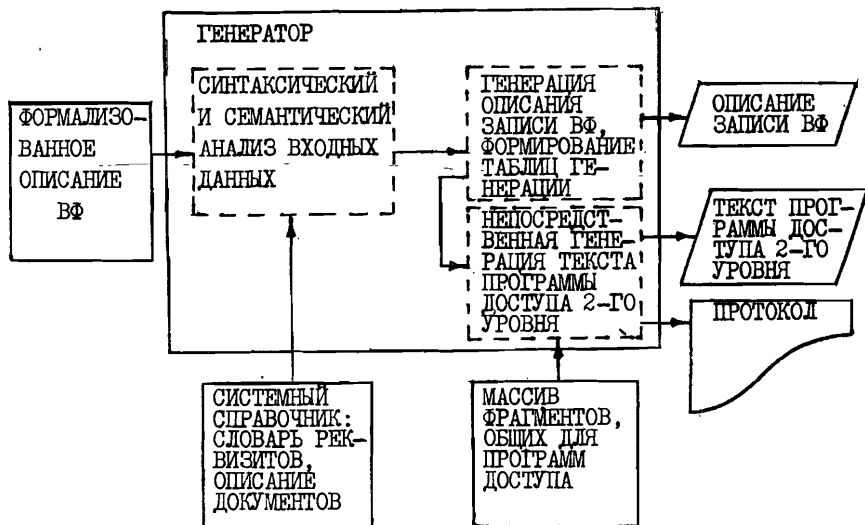 ГЕНЕРАТОР
ФОРМАЛИЗО-
ВАННОЕ
ОПИСАНИЕ
ВФ
СИНТАКСИЧЕСКИЙ
И СЕМАНТИЧЕСКИЙ
АНАЛИЗ ВХОДНЫХ
ДАННЫХ
ГЕНЕРАЦИЯ
ОПИСАНИЯ
ЗАПИСИ ВФ,
ФОРМИРОВАНИЕ
ТАБЛИЦ ГЕ-
НЕРАЦИИ
НЕПОСРЕДСТ-
ВЕННАЯ ГЕНЕ-
РАЦИЯ ТЕКСТА
ПРОГРАММЫ
ДОСТУПА 2-ГО
УРОВНЯ
ОПИСАНИЕ
ЗАПИСИ ВФ
ТЕКСТ ПРОГ-
РАММЫ ДОС-
ТУПА 2-ГО
УРОВНЯ
ПРОТОКОЛ
СИСТЕМНЫЙ
СПРАВОЧНИК:
СЛОВАРЬ РЕК-
ВИЗИТОВ,
ОПИСАНИЕ
ДОКУМЕНТОВ
МАССИВ
ФРАГМЕНТОВ,
ОБЩИХ ДЛЯ
ПРОГРАММ
ДОСТУПА